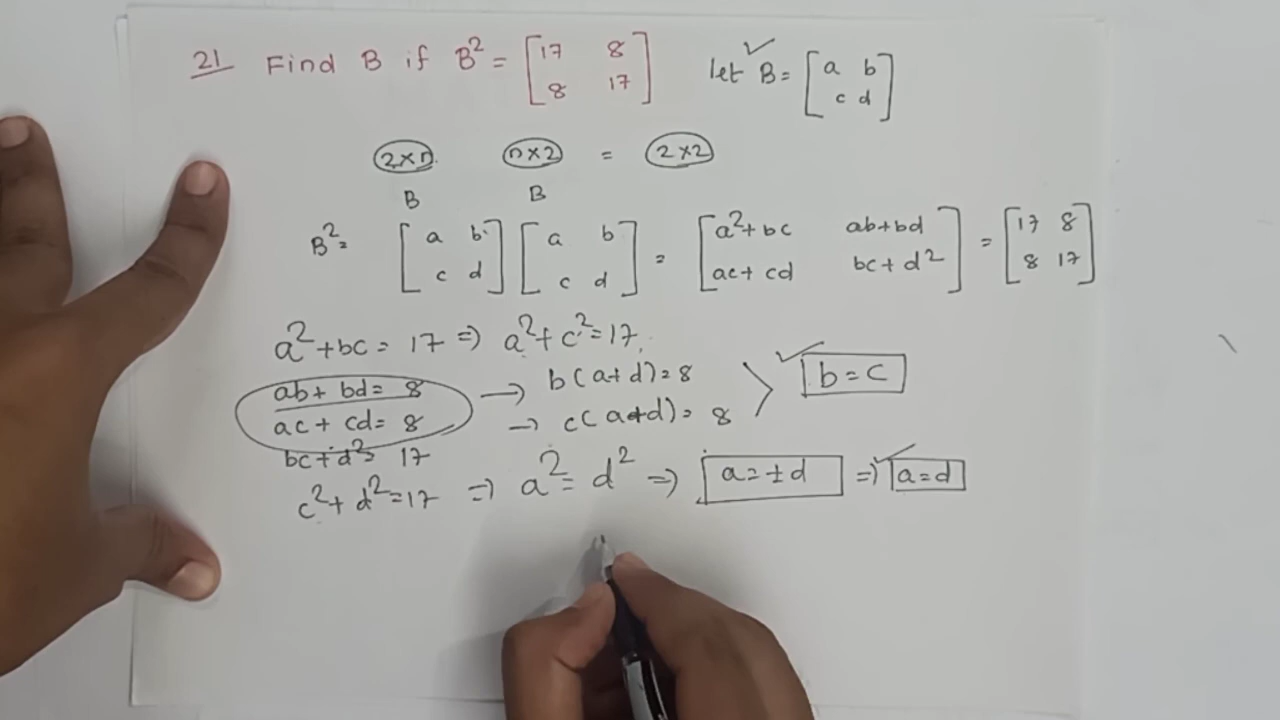 21 Find B if B² = [17 8
8 17] let B = [a b
c d]
2×n n×2 = 2×2
B B
B² = [a b
c d] [a b
c d] = [a²+bc ab+bd
ac+cd bc+d²] = [17 8
8 17]
a²+bc = 17 ⇒ a²+c²=17
ab+bd= 8 → b(a+d)=8
ac+cd= 8 → c(a+d)= 8 > b=c
bc+d²= 17
c²+d²=17 ⇒ a²=d² ⇒ a=±d ⇒ a=d